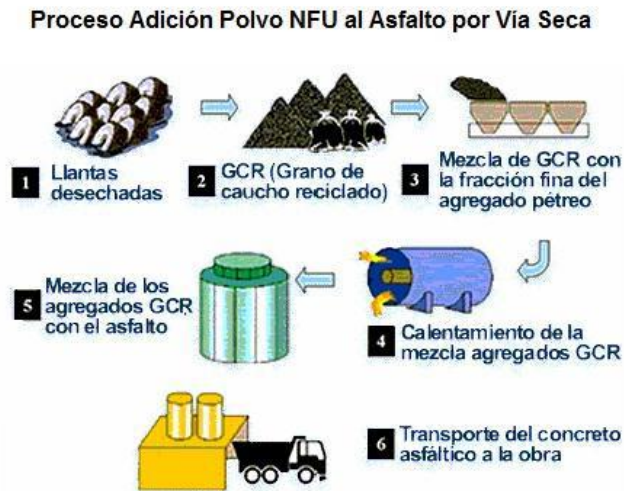 Proceso Adición Polvo NFU al Asfalto por Vía Seca
1 Llantas
desechadas
2 GCR (Grano de
caucho reciclado)
3 Mezcla de GCR con
la fracción fina del
agregado pétreo
4 Calentamiento de la
mezcla agregados GCR
5 Mezcla de los
agregados GCR
con el asfalto
6 Transporte del concreto
asfáltico a la obra